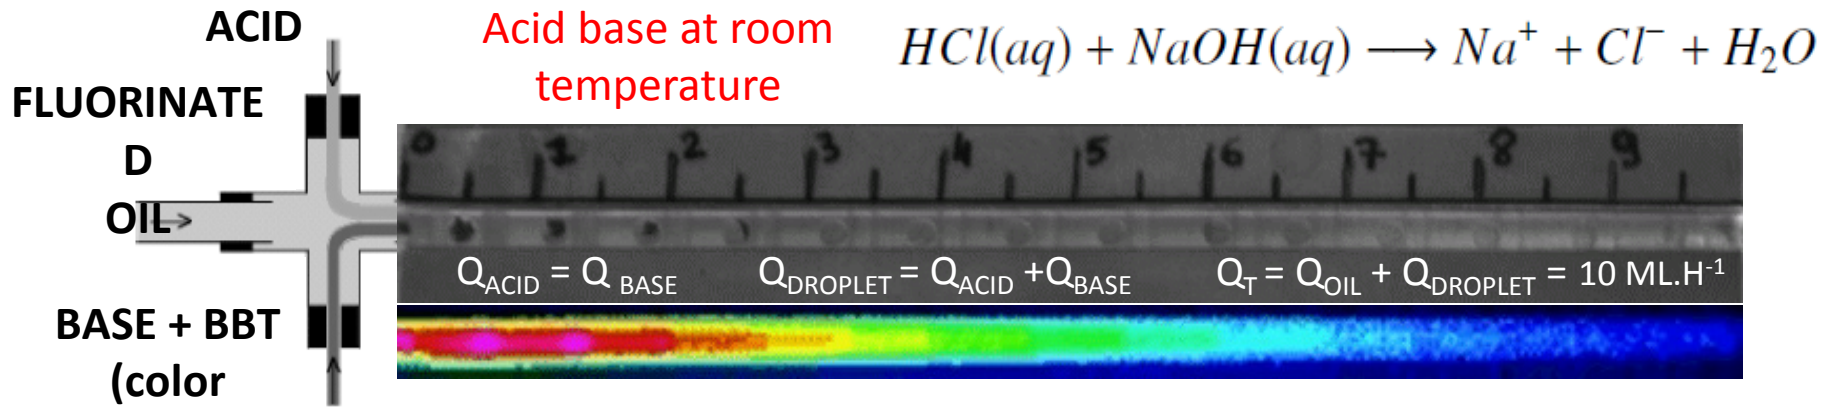 ACID
FLUORINATE
D
OIL
BASE + BBT
(color
Acid base at room
temperature
HCl(aq) + NaOH(aq) ⟶ Na⁺ + Cl⁻ + H₂O
0 1 2 3 4 5 6 7 8 9
Q_ACID = Q_BASE Q_DROPLET = Q_ACID +Q_BASE Q_T = Q_OIL + Q_DROPLET = 10 ML.H⁻¹